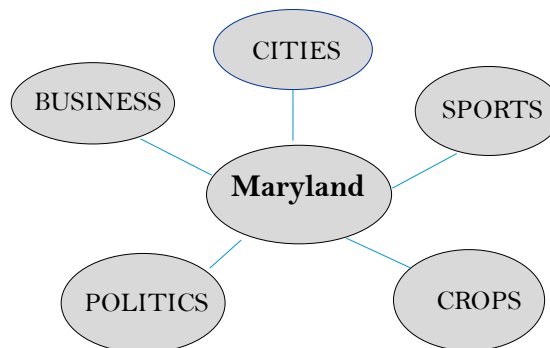 CITIES
BUSINESS
SPORTS
Maryland
POLITICS
CROPS